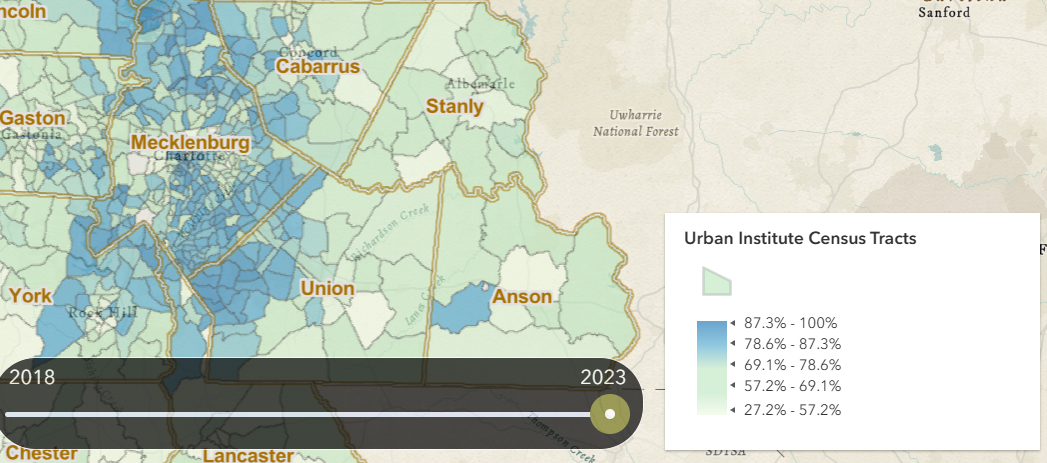 ncoln
Sanford
Concord
Cabarrus
Albemarle
Stanly
Uwharrie
National Forest
Gaston
Gastonia
Mecklenburg
Charlotte
Richardson Creek
Urban Institute Census Tracts
F
87.3% - 100%
78.6% - 87.3%
69.1% - 78.6%
57.2% - 69.1%
27.2% - 57.2%
York
Rock Hill
Union
Lanes Creek
Anson
2018
2023
Thompson Creek
Chester
Lancaster